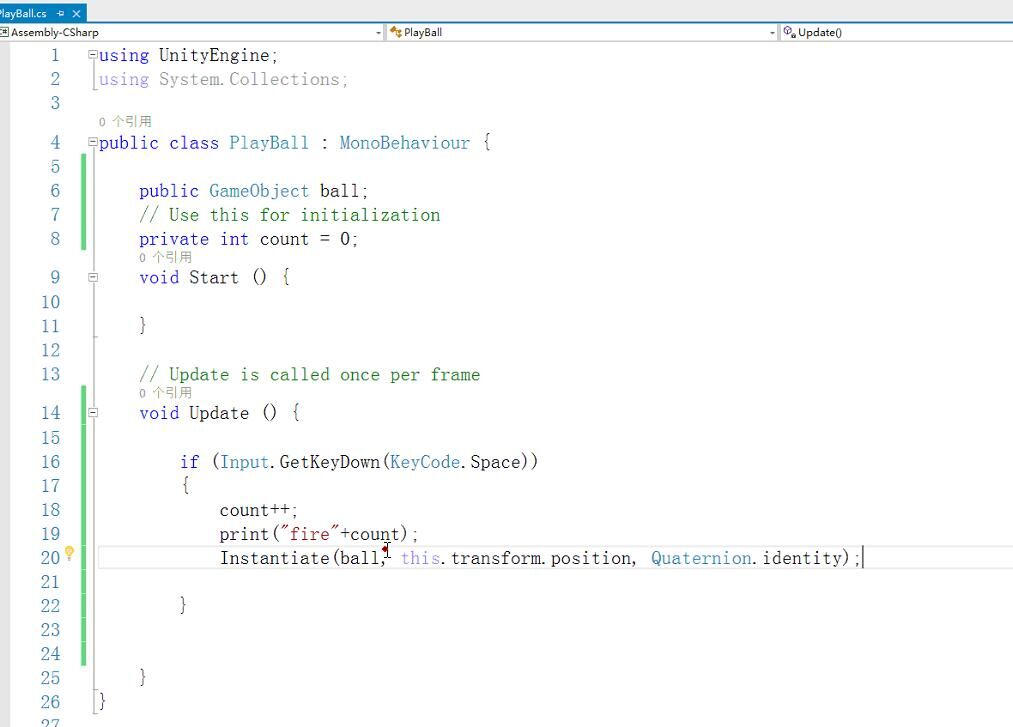 PlayBall.cs
Assembly-CSharp PlayBall Update()
1 using UnityEngine;
2 using System.Collections;
3
0 个引用
4 public class PlayBall : MonoBehaviour {
5
6 public GameObject ball;
7 // Use this for initialization
8 private int count = 0;
0 个引用
9 void Start () {
10
11 }
12
13 // Update is called once per frame
0 个引用
14 void Update () {
15
16 if (Input.GetKeyDown(KeyCode.Space))
17 {
18 count++;
19 print("fire"+count);
20 Instantiate(ball, this.transform.position, Quaternion.identity);
21
22 }
23
24
25 }
26 }
27